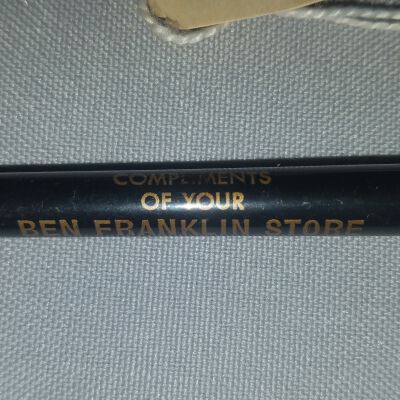 COMPLIMENTS
OF YOUR
BEN FRANKLIN STORE